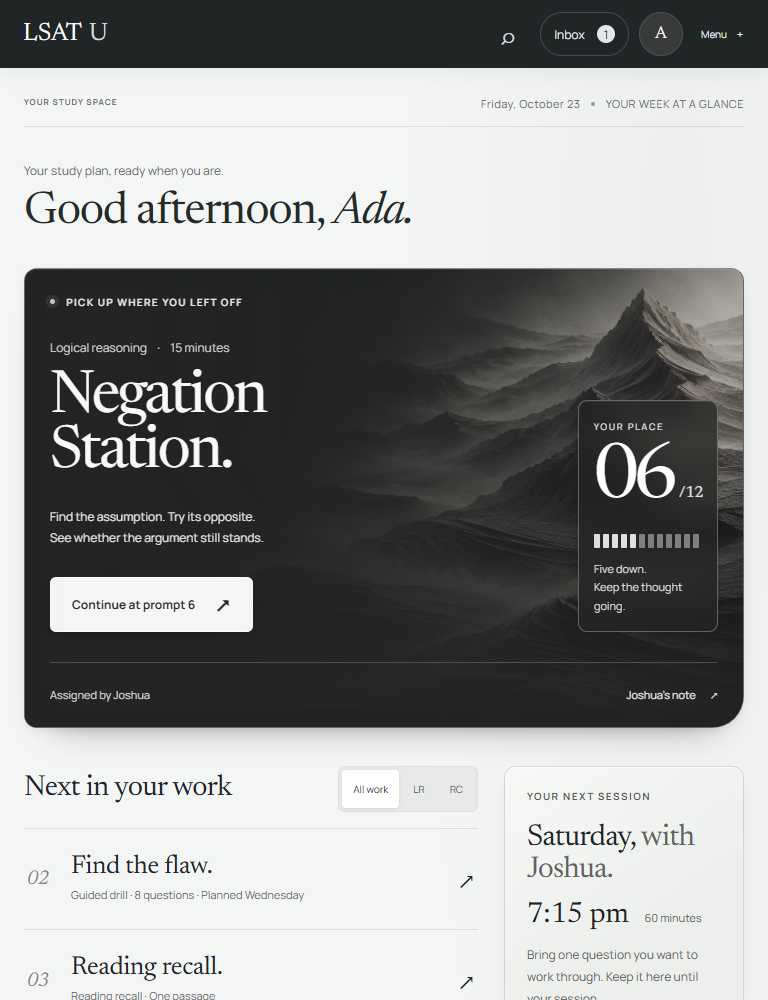 LSAT U
Inbox 1
A
Menu +
YOUR STUDY SPACE
Friday, October 23 • YOUR WEEK AT A GLANCE
Your study plan, ready when you are.
Good afternoon, Ada.
PICK UP WHERE YOU LEFT OFF
Logical reasoning · 15 minutes
Negation
Station.
Find the assumption. Try its opposite.
See whether the argument still stands.
Continue at prompt 6 ↗
YOUR PLACE
06 /12
Five down.
Keep the thought
going.
Assigned by Joshua
Joshua's note ↗
Next in your work
All work LR RC
02 Find the flaw. ↗
Guided drill · 8 questions · Planned Wednesday
03 Reading recall. ↗
Reading recall · One passage
YOUR NEXT SESSION
Saturday, with
Joshua.
7:15 pm 60 minutes
Bring one question you want to
work through. Keep it here until
your session.